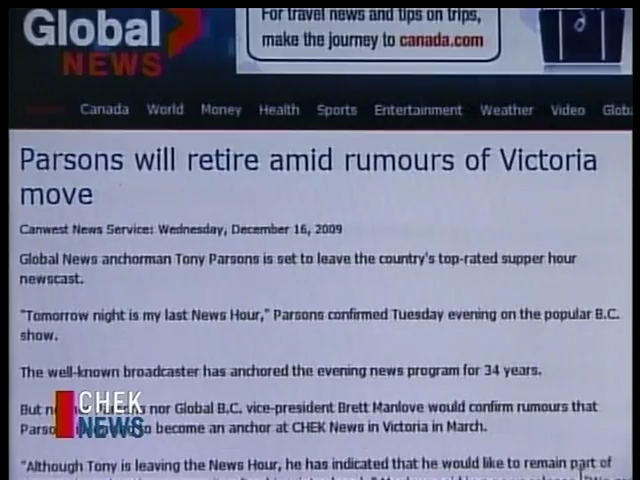 Global
NEWS
For travel news and tips on trips,
make the journey to canada.com
Home Canada World Money Health Sports Entertainment Weather Video Glob
Parsons will retire amid rumours of Victoria
move
Canwest News Service: Wednesday, December 16, 2009
Global News anchorman Tony Parsons is set to leave the country's top-rated supper hour
newscast.
"Tomorrow night is my last News Hour," Parsons confirmed Tuesday evening on the popular B.C.
show.
The well-known broadcaster has anchored the evening news program for 34 years.
But nor Global B.C. vice-president Brett Manlove would confirm rumours that
to become an anchor at CHEK News in Victoria in March.
CHEK
NEWS
"Although Tony is leaving the News Hour, he has indicated that he would like to remain part of